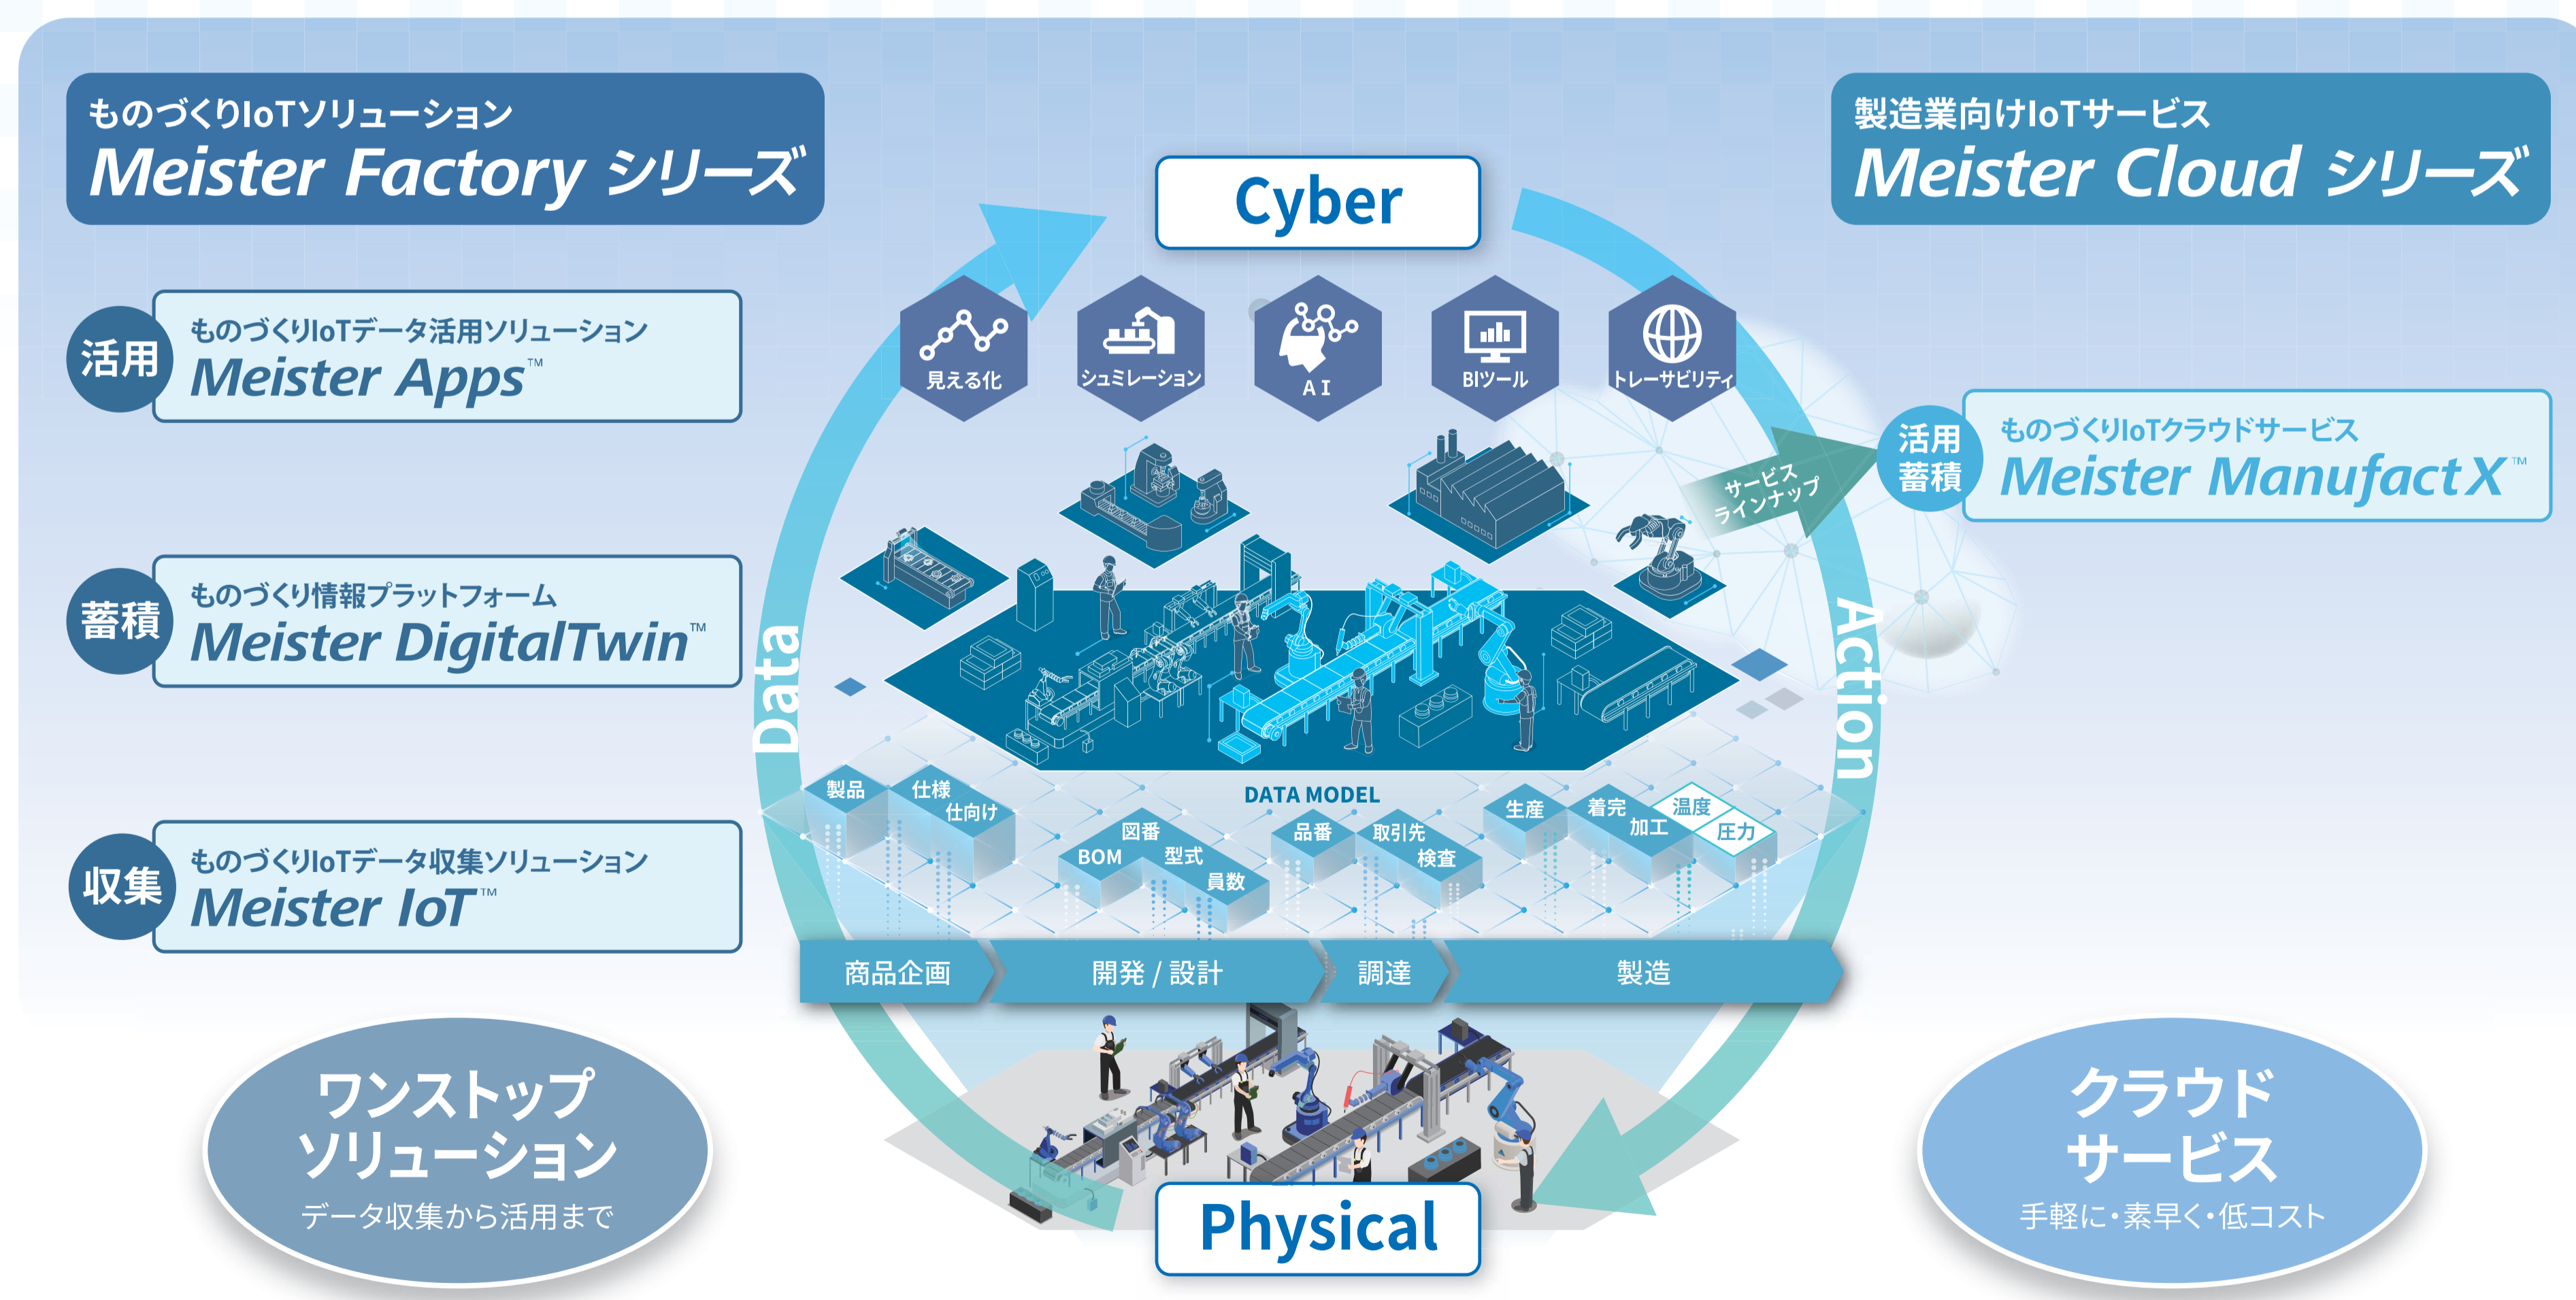 ものづくりIoTソリューション
Meister Factory シリーズ
活用
ものづくりIoTデータ活用ソリューション
Meister Apps™
蓄積
ものづくり情報プラットフォーム
Meister DigitalTwin™
収集
ものづくりIoTデータ収集ソリューション
Meister IoT™
ワンストップ
ソリューション
データ収集から活用まで
Cyber
見える化
シュミレーション
AI
BIツール
トレーサビリティ
Data
Action
サービス
ラインナップ
DATA MODEL
製品
仕様
仕向け
図番
BOM
型式
員数
品番
取引先
検査
生産
着完
加工
温度
圧力
商品企画
開発 / 設計
調達
製造
Physical
製造業向けIoTサービス
Meister Cloud シリーズ
活用
蓄積
ものづくりIoTクラウドサービス
Meister ManufactX™
クラウド
サービス
手軽に・素早く・低コスト